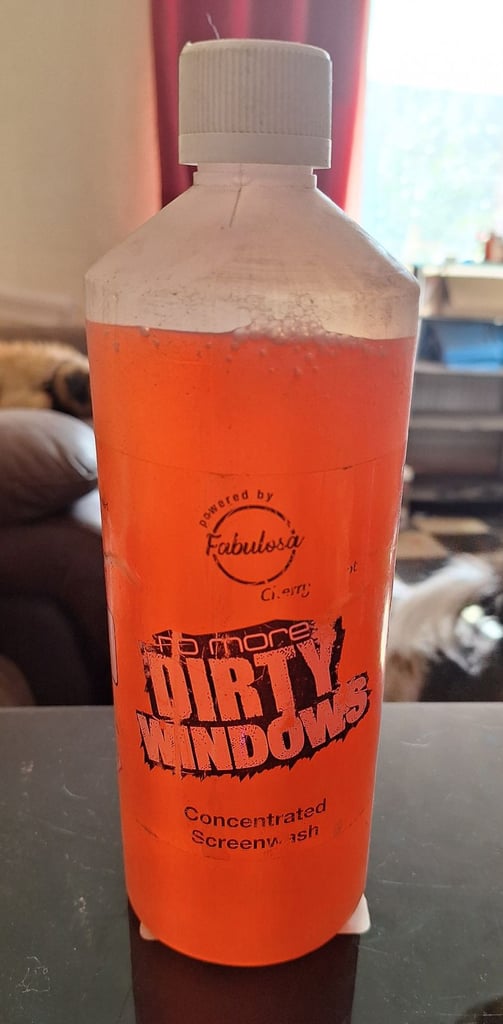 powered by
Fabulosa
Cherry
no more
DIRTY
WINDOWS
Concentrated
Screenwash